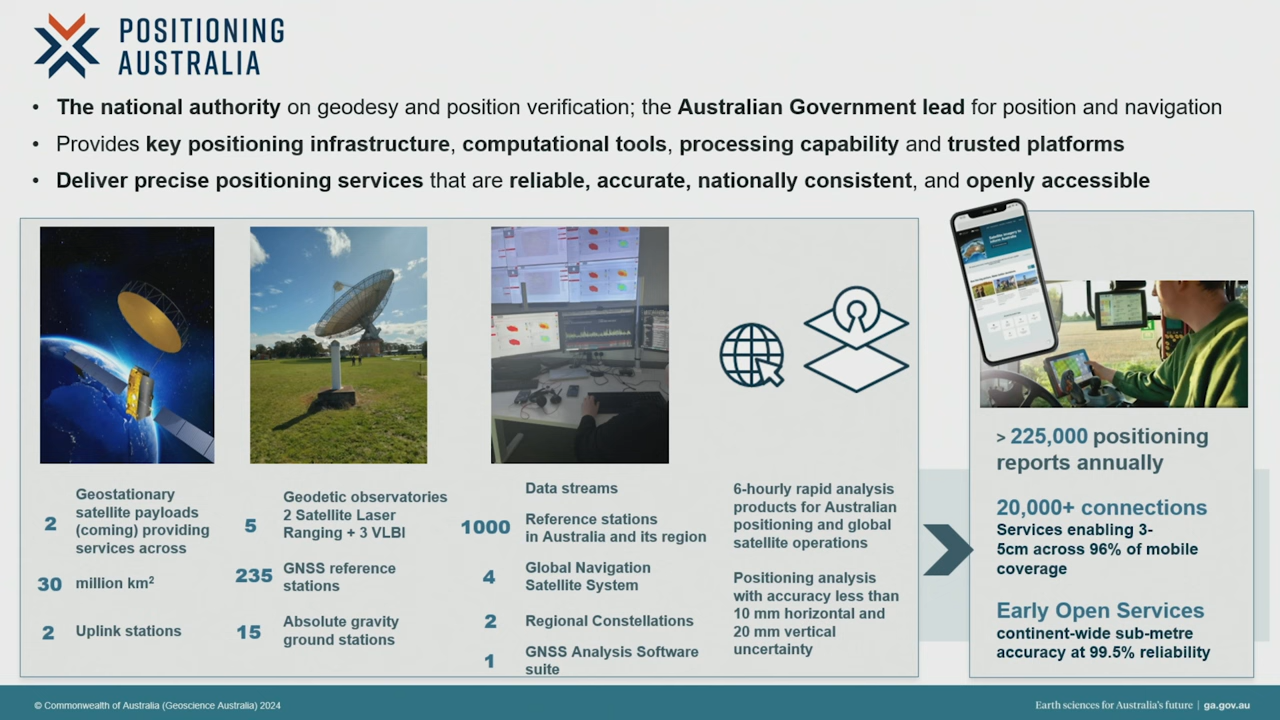 POSITIONING
AUSTRALIA
• The national authority on geodesy and position verification; the Australian Government lead for position and navigation
• Provides key positioning infrastructure, computational tools, processing capability and trusted platforms
• Deliver precise positioning services that are reliable, accurate, nationally consistent, and openly accessible
2 Geostationary
satellite payloads
(coming) providing
services across
30 million km²
2 Uplink stations
5 Geodetic observatories
2 Satellite Laser
Ranging + 3 VLBI
235 GNSS reference
stations
15 Absolute gravity
ground stations
Data streams
1000 Reference stations
in Australia and its region
4 Global Navigation
Satellite System
2 Regional Constellations
1 GNSS Analysis Software
suite
6-hourly rapid analysis
products for Australian
positioning and global
satellite operations
Positioning analysis
with accuracy less than
10 mm horizontal and
20 mm vertical
uncertainty
> 225,000 positioning
reports annually
20,000+ connections
Services enabling 3-
5cm across 96% of mobile
coverage
Early Open Services
continent-wide sub-metre
accuracy at 99.5% reliability
© Commonwealth of Australia (Geoscience Australia) 2024
Earth sciences for Australia's future | ga.gov.au